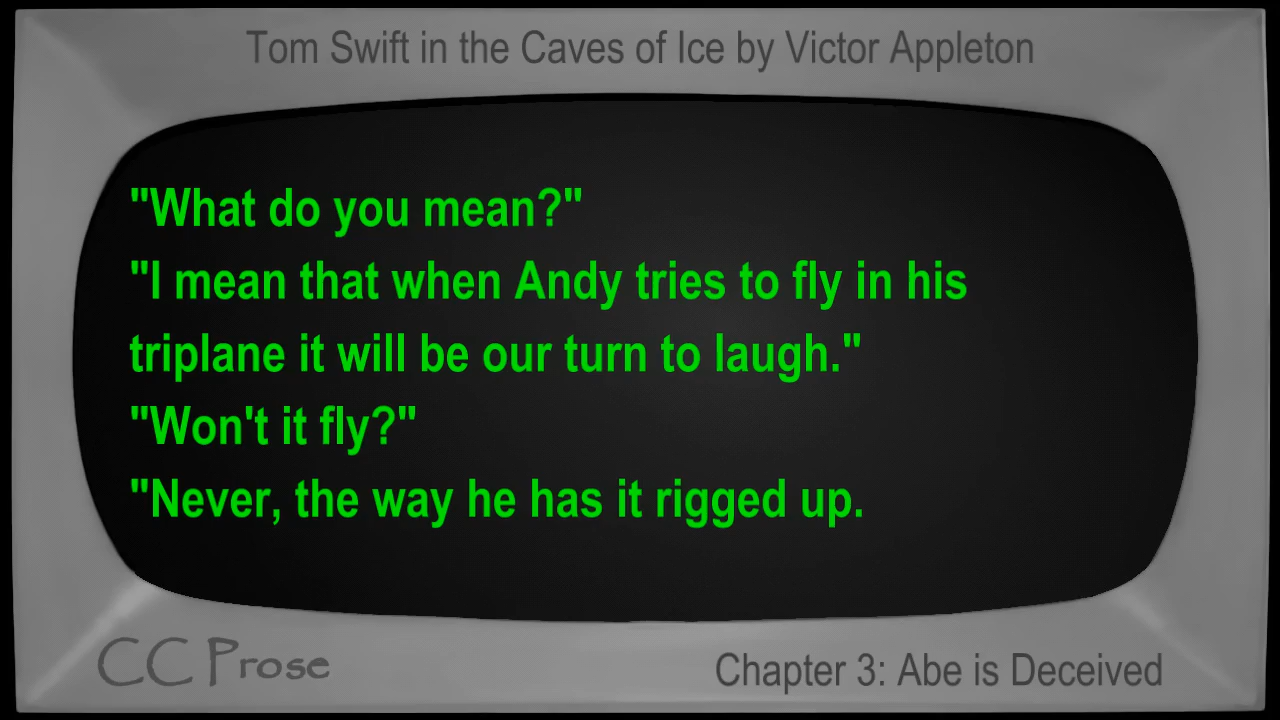 Tom Swift in the Caves of Ice by Victor Appleton
"What do you mean?"
"I mean that when Andy tries to fly in his
triplane it will be our turn to laugh."
"Won't it fly?"
"Never, the way he has it rigged up.
CC Prose
Chapter 3: Abe is Deceived